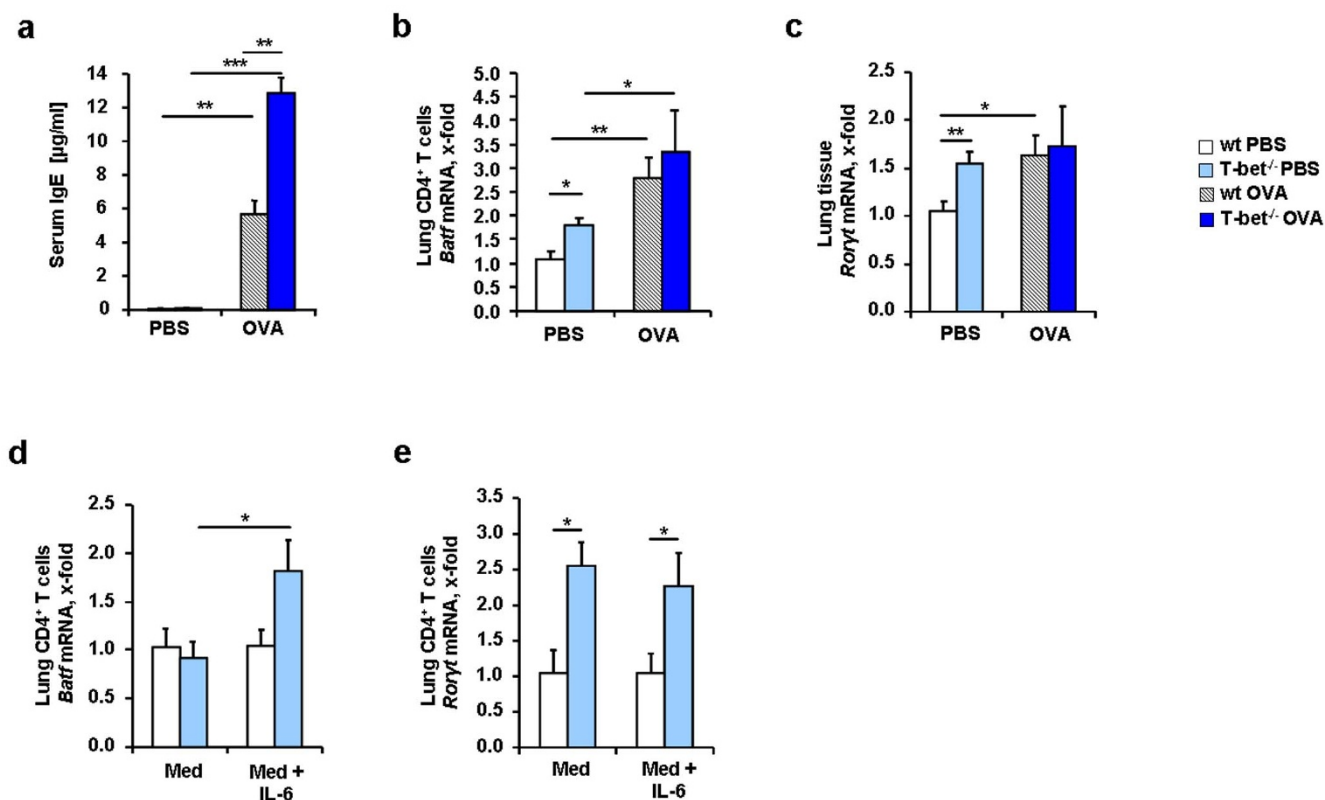 a
Serum IgE [µg/ml]
14
12
10
8
6
4
2
0
**
***
**
PBS OVA
b
Lung CD4⁺ T cells
Batf mRNA, x-fold
5.0
4.5
4.0
3.5
3.0
2.5
2.0
1.5
1.0
0.5
0.0
*
**
*
PBS OVA
c
Lung tissue
Rorγt mRNA, x-fold
2.5
2.0
1.5
1.0
0.5
0.0
*
**
PBS OVA
wt PBS
T-bet⁻/⁻ PBS
wt OVA
T-bet⁻/⁻ OVA
d
Lung CD4⁺ T cells
Batf mRNA, x-fold
2.5
2.0
1.5
1.0
0.5
0.0
*
Med Med +
IL-6
e
Lung CD4⁺ T cells
Rorγt mRNA, x-fold
3.5
3.0
2.5
2.0
1.5
1.0
0.5
0.0
* *
Med Med +
IL-6